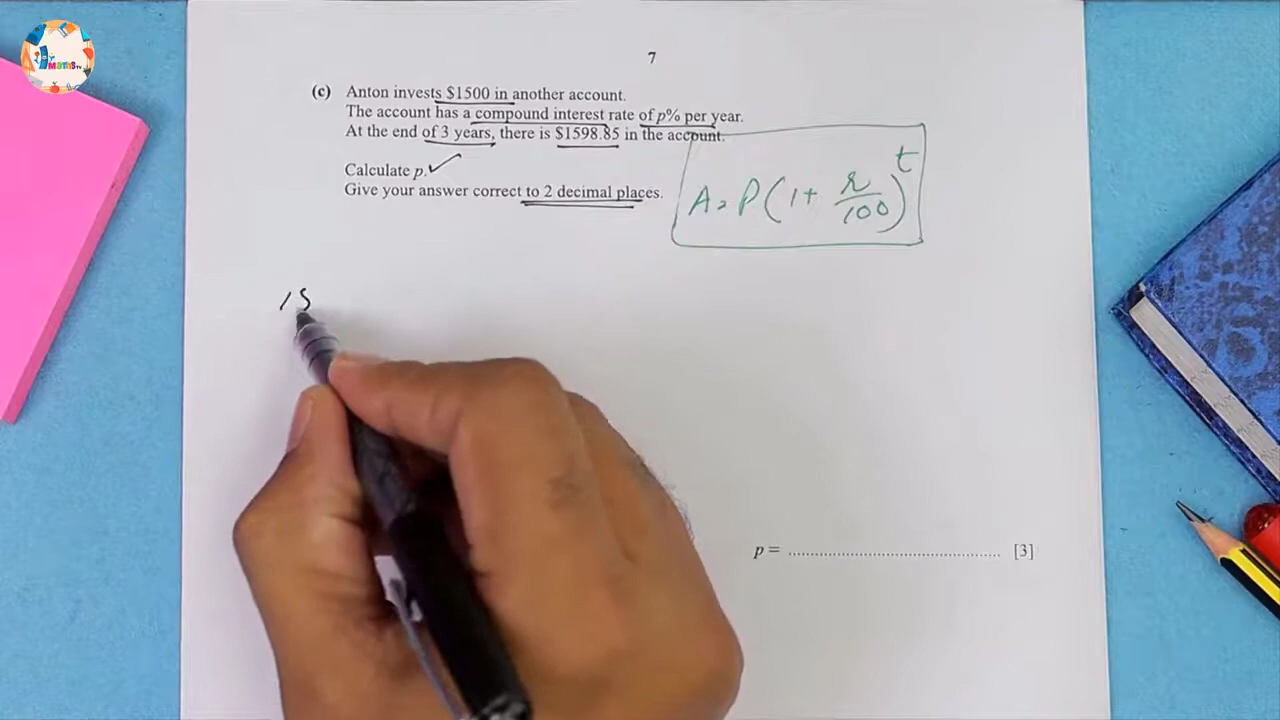 MATHS TV
7
(c) Anton invests $1500 in another account.
The account has a compound interest rate of p% per year.
At the end of 3 years, there is $1598.85 in the account.
Calculate p.
Give your answer correct to 2 decimal places.
A = P(1 + r/100)^t
15
p = ................................................ [3]